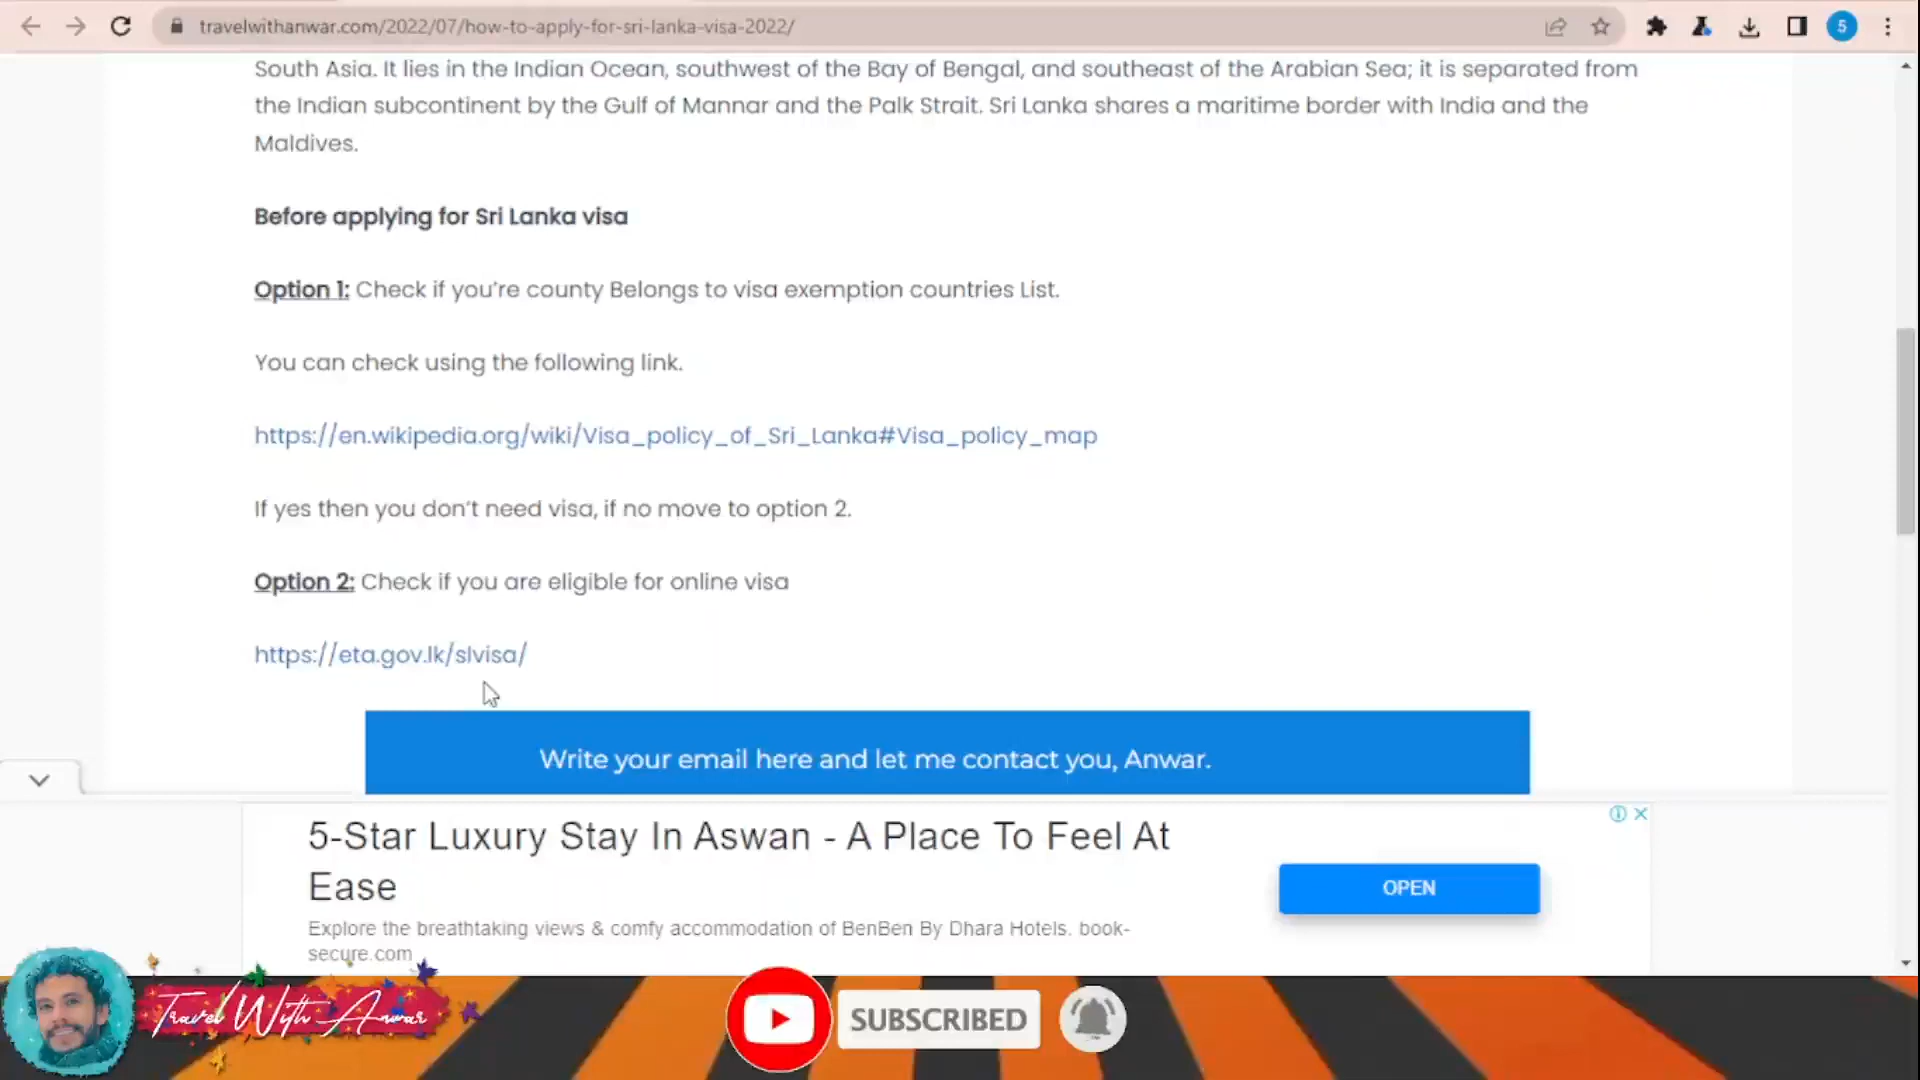 travelwithanwar.com/2022/07/how-to-apply-for-sri-lanka-visa-2022/
5
South Asia. It lies in the Indian Ocean, southwest of the Bay of Bengal, and southeast of the Arabian Sea; it is separated from
the Indian subcontinent by the Gulf of Mannar and the Palk Strait. Sri Lanka shares a maritime border with India and the
Maldives.
Before applying for Sri Lanka visa
Option 1: Check if you’re county Belongs to visa exemption countries List.
You can check using the following link.
https://en.wikipedia.org/wiki/Visa_policy_of_Sri_Lanka#Visa_policy_map
If yes then you don’t need visa, if no move to option 2.
Option 2: Check if you are eligible for online visa
https://eta.gov.lk/slvisa/
Write your email here and let me contact you, Anwar.
5-Star Luxury Stay In Aswan - A Place To Feel At
Ease
OPEN
Explore the breathtaking views & comfy accommodation of BenBen By Dhara Hotels. book-
secure.com
Travel With Anwar
SUBSCRIBED